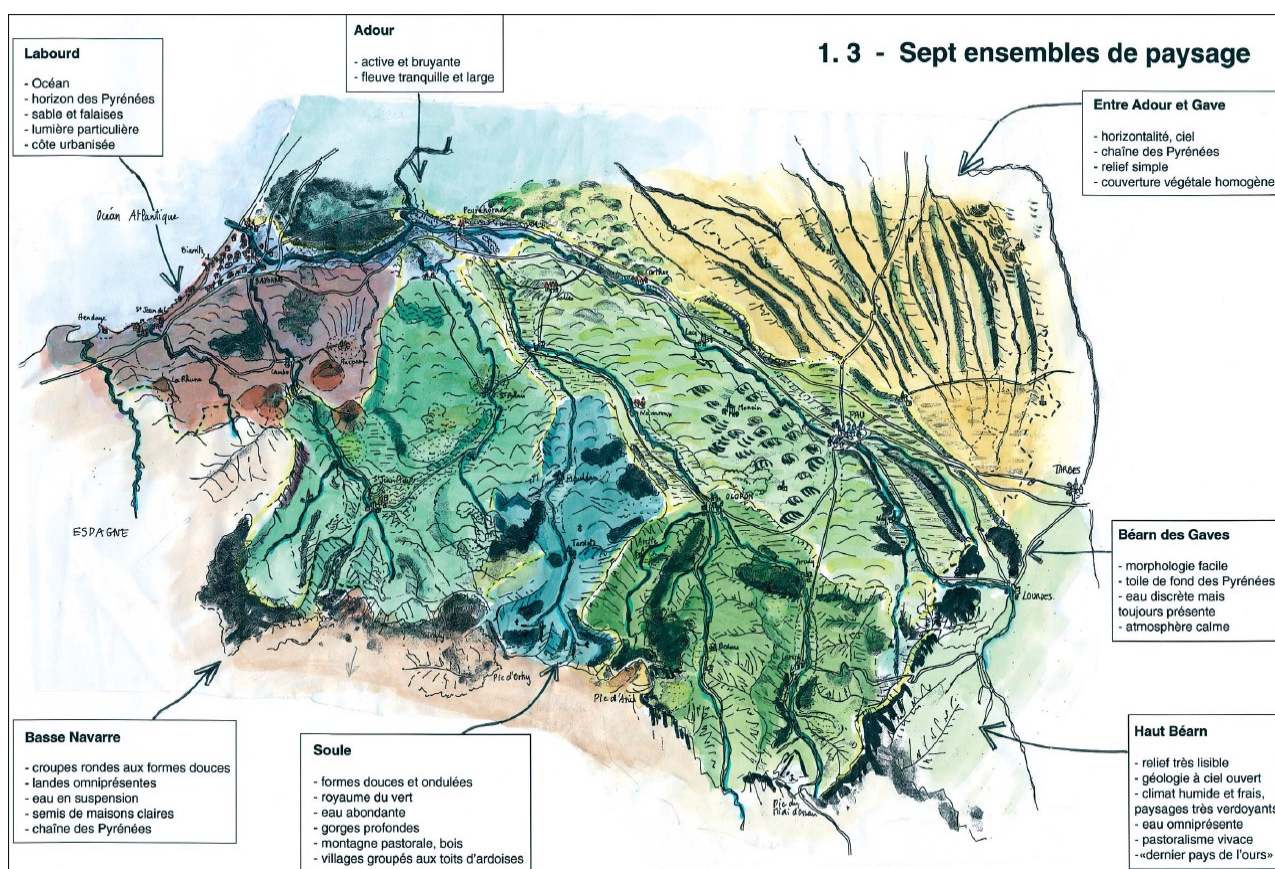 1. 3 - Sept ensembles de paysage
Labourd
- Océan
- horizon des Pyrénées
- sable et falaises
- lumière particulière
- côte urbanisée
Adour
- active et bruyante
- fleuve tranquille et large
Entre Adour et Gave
- horizontalité, ciel
- chaîne des Pyrénées
- relief simple
- couverture végétale homogène
Océan Atlantique
Biarritz
BAYONNE
St Jean de L
Hendaye
La Rhune
Cambo
Orthez
St Palais
Navarrenx
Monein
PAU
TARBES
OLORON
Mauléon
Tardets
ESPAGNE
LOURDES
Pic d'Orhy
Pic d'Anie
Pic du
Midi d'Ossau
Béarn des Gaves
- morphologie facile
- toile de fond des Pyrénées
- eau discrète mais
toujours présente
- atmosphère calme
Basse Navarre
- croupes rondes aux formes douces
- landes omniprésentes
- eau en suspension
- semis de maisons claires
- chaîne des Pyrénées
Soule
- formes douces et ondulées
- royaume du vert
- eau abondante
- gorges profondes
- montagne pastorale, bois
- villages groupés aux toits d'ardoises
Haut Béarn
- relief très lisible
- géologie à ciel ouvert
- climat humide et frais,
paysages très verdoyants
- eau omniprésente
- pastoralisme vivace
- «dernier pays de l'ours»